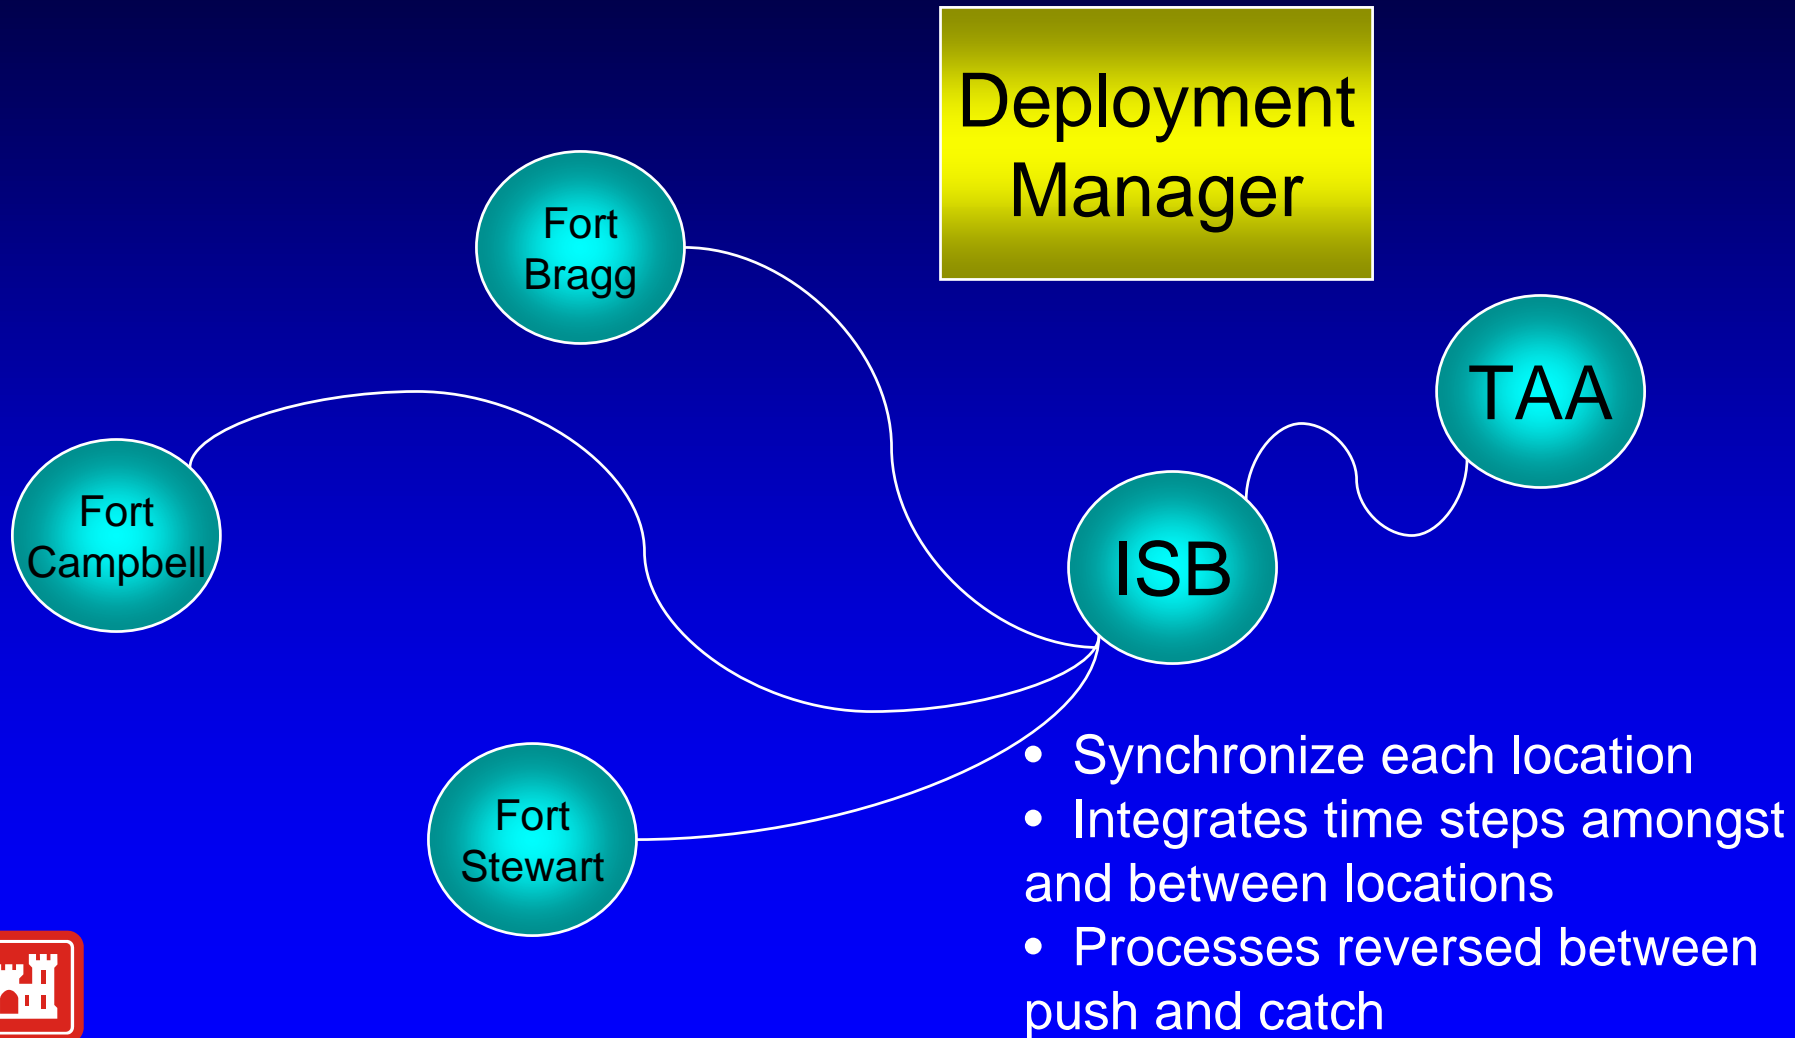 Deployment
Manager
Fort
Bragg
TAA
Fort
Campbell
ISB
Fort
Stewart
• Synchronize each location
• Integrates time steps amongst
and between locations
• Processes reversed between
push and catch